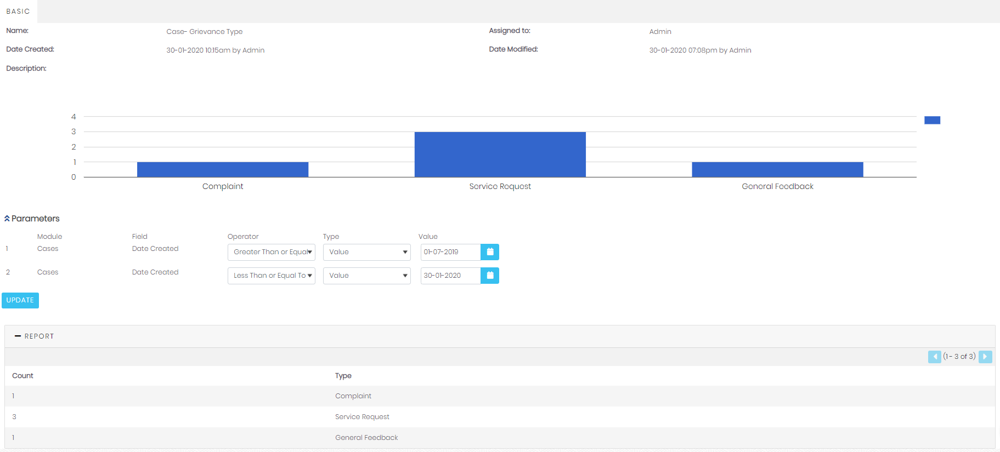 BASIC
Name: Case- Grievance Type Assigned to: Admin
Date Created: 30-01-2020 10:15am by Admin Date Modified: 30-01-2020 07:08pm by Admin
Description:
4
3
2
1
0
Complaint Service Request General Feedback
Parameters
Module Field Operator Type Value
1 Cases Date Created Greater Than or Equal Value 01-07-2019
2 Cases Date Created Less Than or Equal To Value 30-01-2020
UPDATE
REPORT
(1 - 3 of 3)
Count Type
1 Complaint
3 Service Request
1 General Feedback